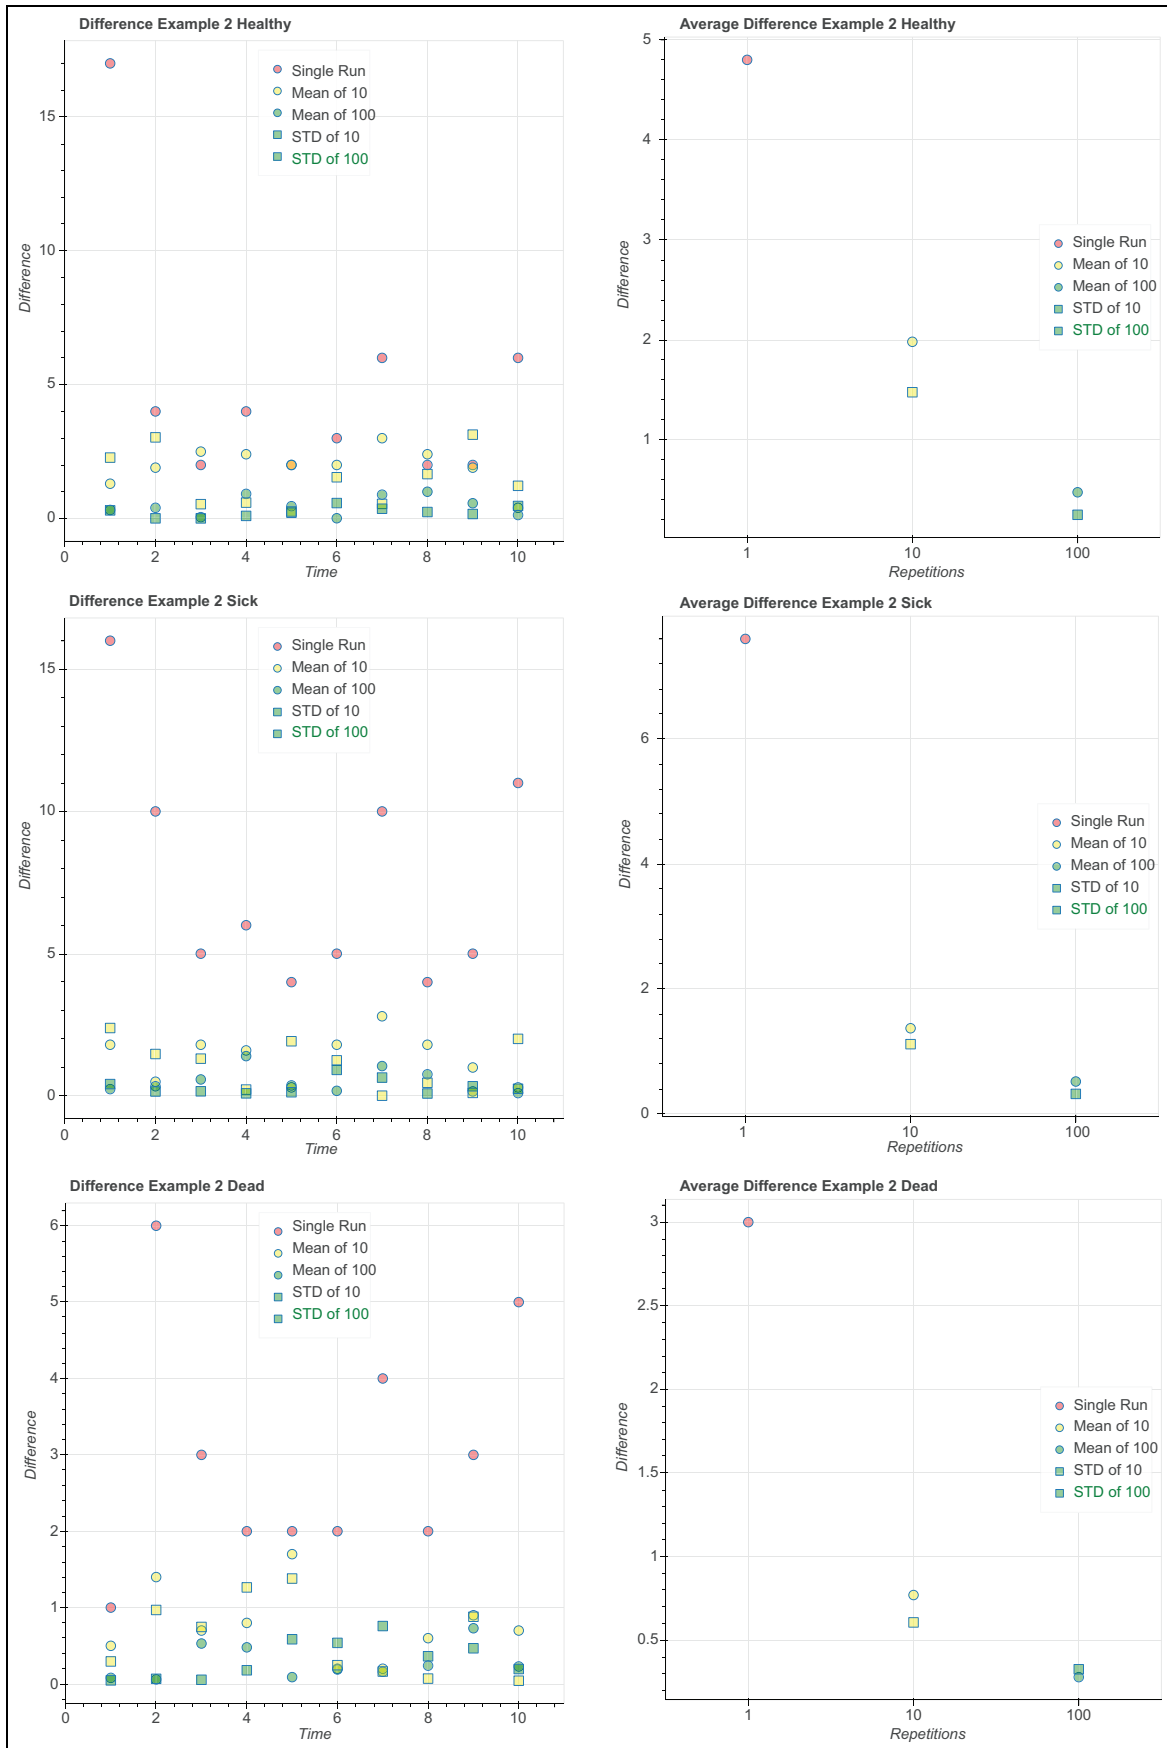 Difference Example 2 Healthy
15
10
5
0
Difference
Single Run
Mean of 10
Mean of 100
STD of 10
STD of 100
0 2 4 6 8 10
Time
Average Difference Example 2 Healthy
5
4
3
2
1
Difference
Single Run
Mean of 10
Mean of 100
STD of 10
STD of 100
1 10 100
Repetitions
Difference Example 2 Sick
15
10
5
0
Difference
Single Run
Mean of 10
Mean of 100
STD of 10
STD of 100
0 2 4 6 8 10
Time
Average Difference Example 2 Sick
6
4
2
0
Difference
Single Run
Mean of 10
Mean of 100
STD of 10
STD of 100
1 10 100
Repetitions
Difference Example 2 Dead
6
5
4
3
2
1
0
Difference
Single Run
Mean of 10
Mean of 100
STD of 10
STD of 100
0 2 4 6 8 10
Time
Average Difference Example 2 Dead
3
2.5
2
1.5
1
0.5
Difference
Single Run
Mean of 10
Mean of 100
STD of 10
STD of 100
1 10 100
Repetitions